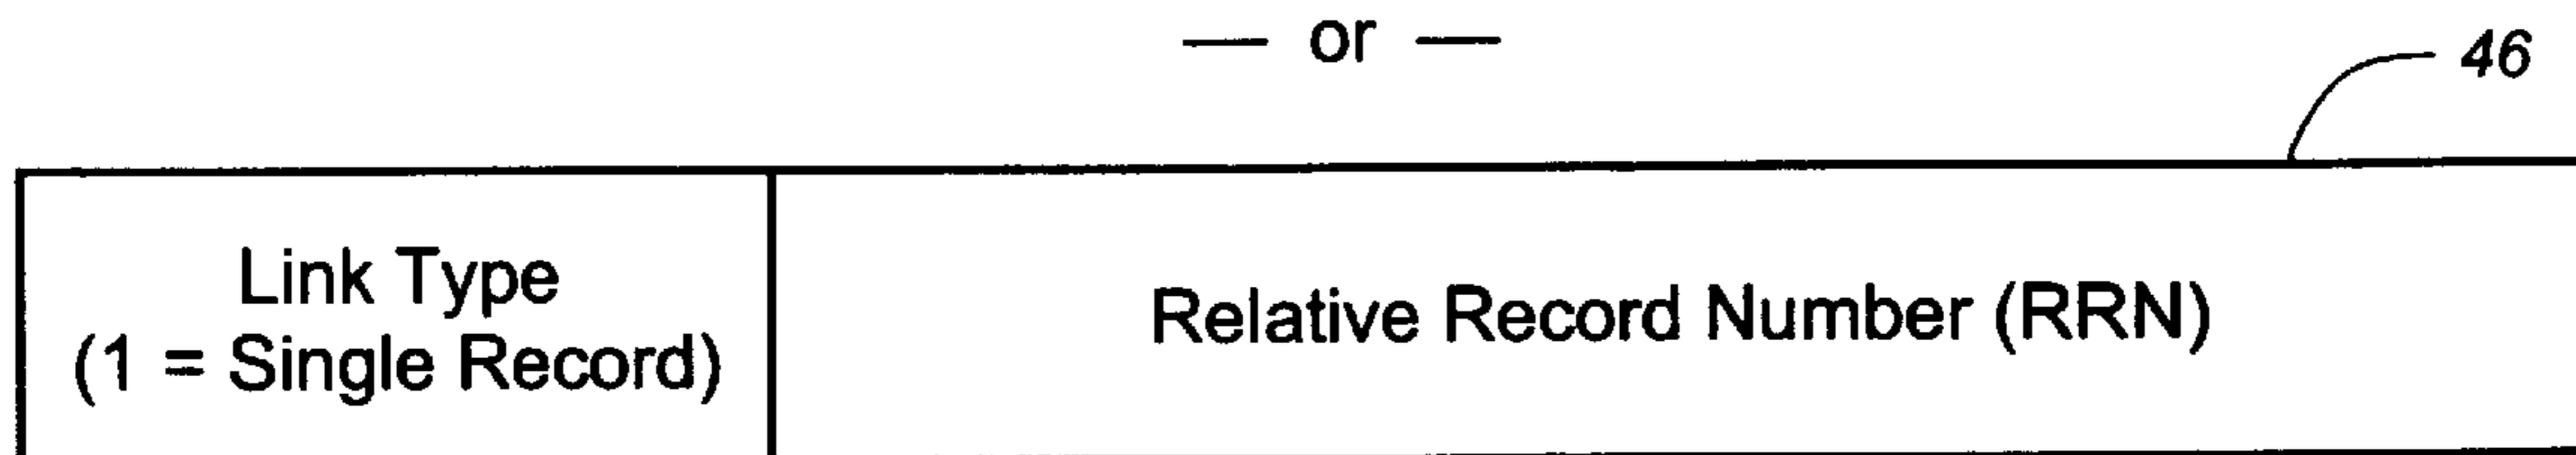 — or —
46
Link Type
(1 = Single Record)
Relative Record Number (RRN)